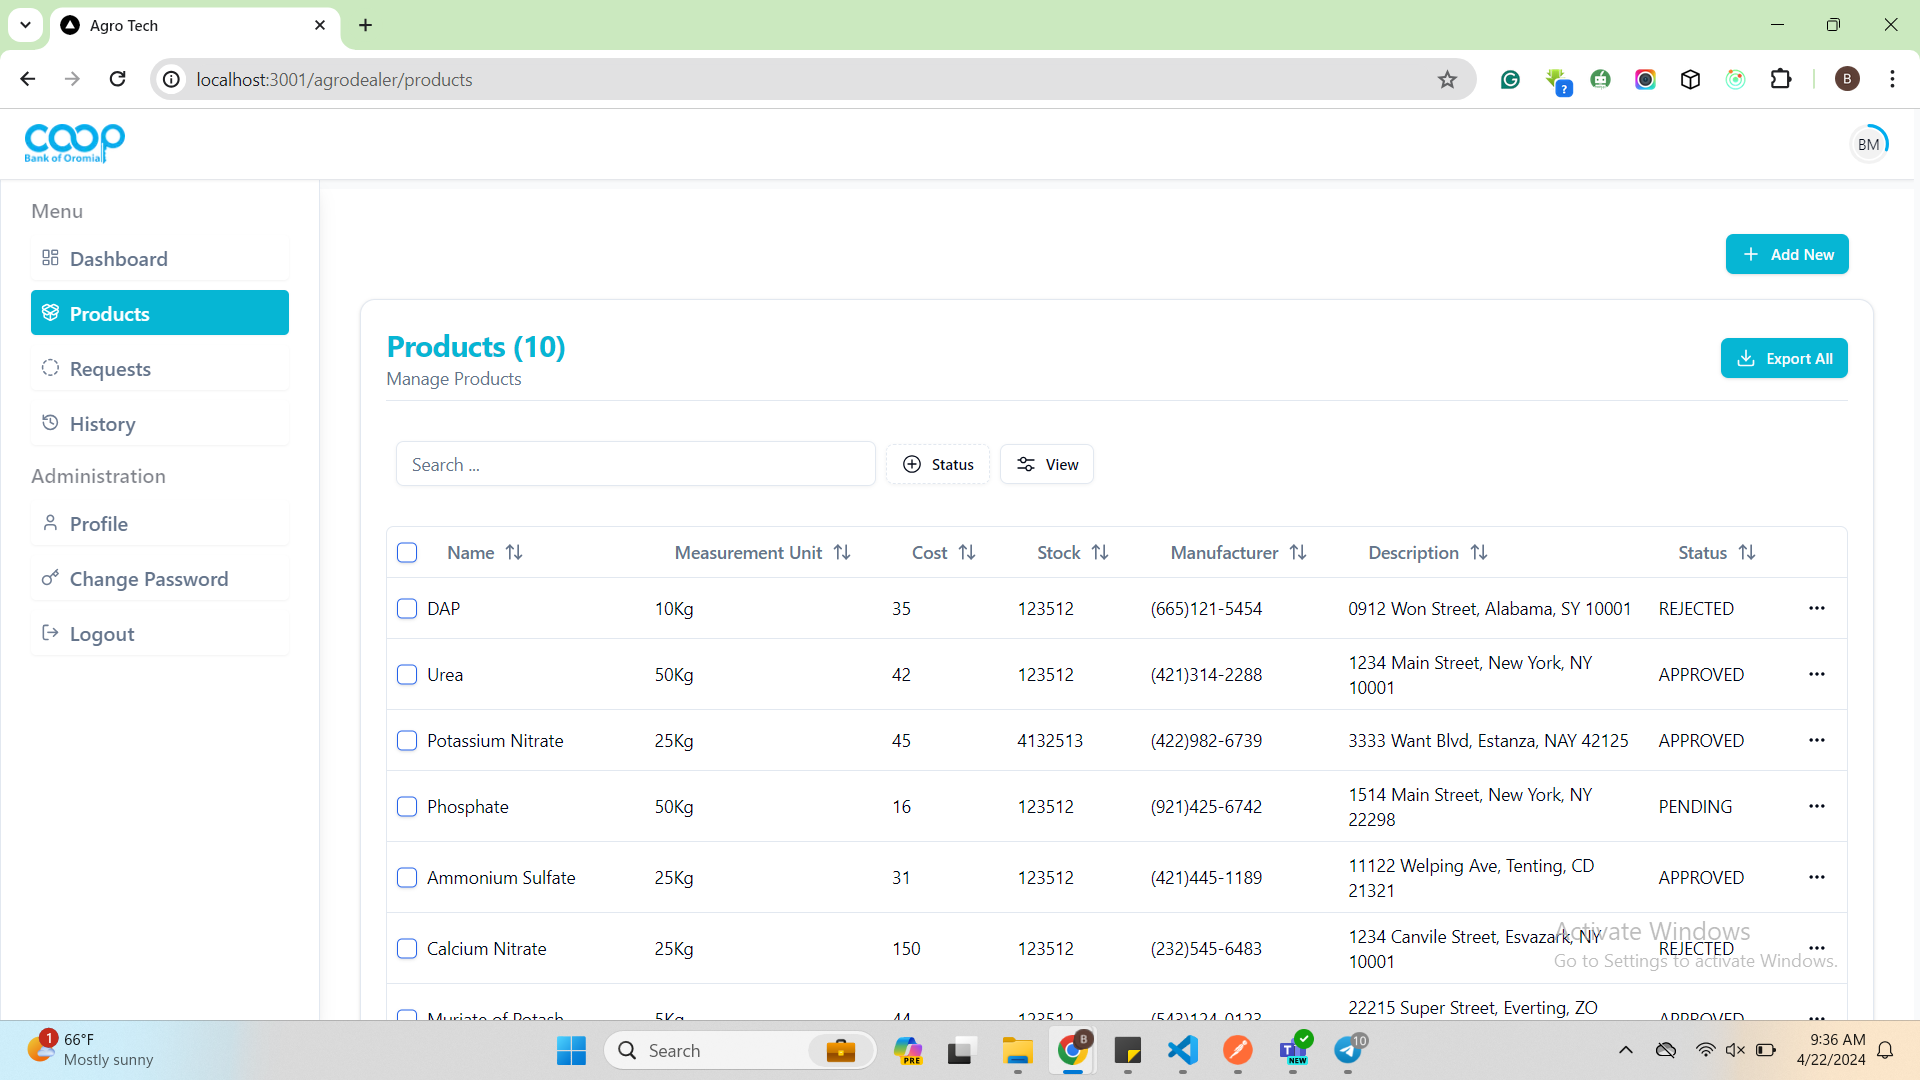 Agro Tech
localhost:3001/agrodealer/products
?
B
coop
Bank of Oromia
BM
Menu
Dashboard
Products
Requests
History
Administration
Profile
Change Password
Logout
Add New
Products (10)
Manage Products
Export All
Search ...
Status
View
Name Measurement Unit Cost Stock Manufacturer Description Status
DAP 10Kg 35 123512 (665)121-5454 0912 Won Street, Alabama, SY 10001 REJECTED
Urea 50Kg 42 123512 (421)314-2288 1234 Main Street, New York, NY APPROVED
10001
Potassium Nitrate 25Kg 45 4132513 (422)982-6739 3333 Want Blvd, Estanza, NAY 42125 APPROVED
Phosphate 50Kg 16 123512 (921)425-6742 1514 Main Street, New York, NY PENDING
22298
Ammonium Sulfate 25Kg 31 123512 (421)445-1189 11122 Welping Ave, Tenting, CD APPROVED
21321
Calcium Nitrate 25Kg 150 123512 (232)545-6483 1234 Canvile Street, Esvazark, NY REJECTED
10001
Muriate of Potash 5Kg 44 123512 (543)124-0123 22215 Super Street, Everting, ZO APPROVED
Activate Windows
Go to Settings to activate Windows.
1
66°F
Mostly sunny
Search
PRE
B
NEW
10
9:36 AM
4/22/2024